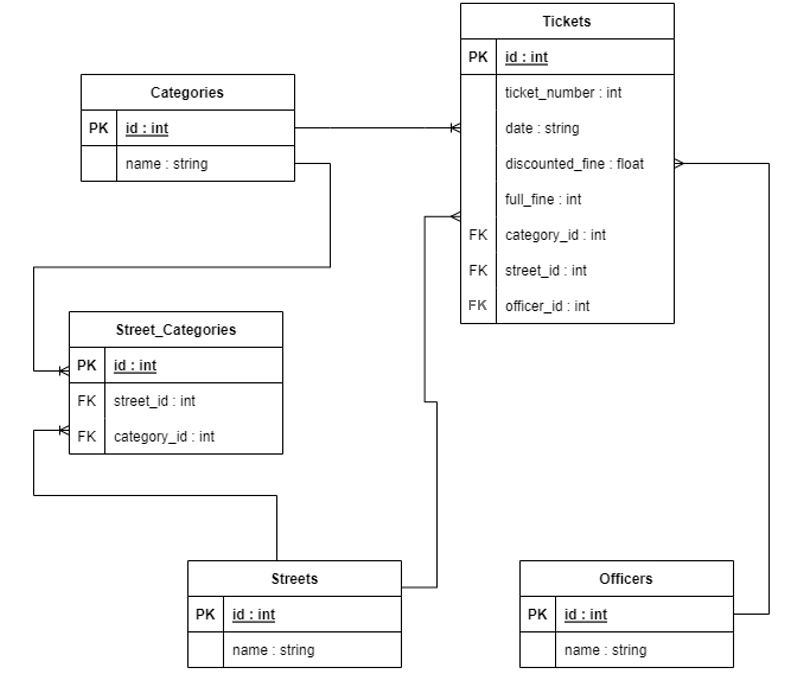 Tickets
PK id : int
ticket_number : int
date : string
discounted_fine : float
full_fine : int
FK category_id : int
FK street_id : int
FK officer_id : int
Categories
PK id : int
name : string
Street_Categories
PK id : int
FK street_id : int
FK category_id : int
Streets
PK id : int
name : string
Officers
PK id : int
name : string